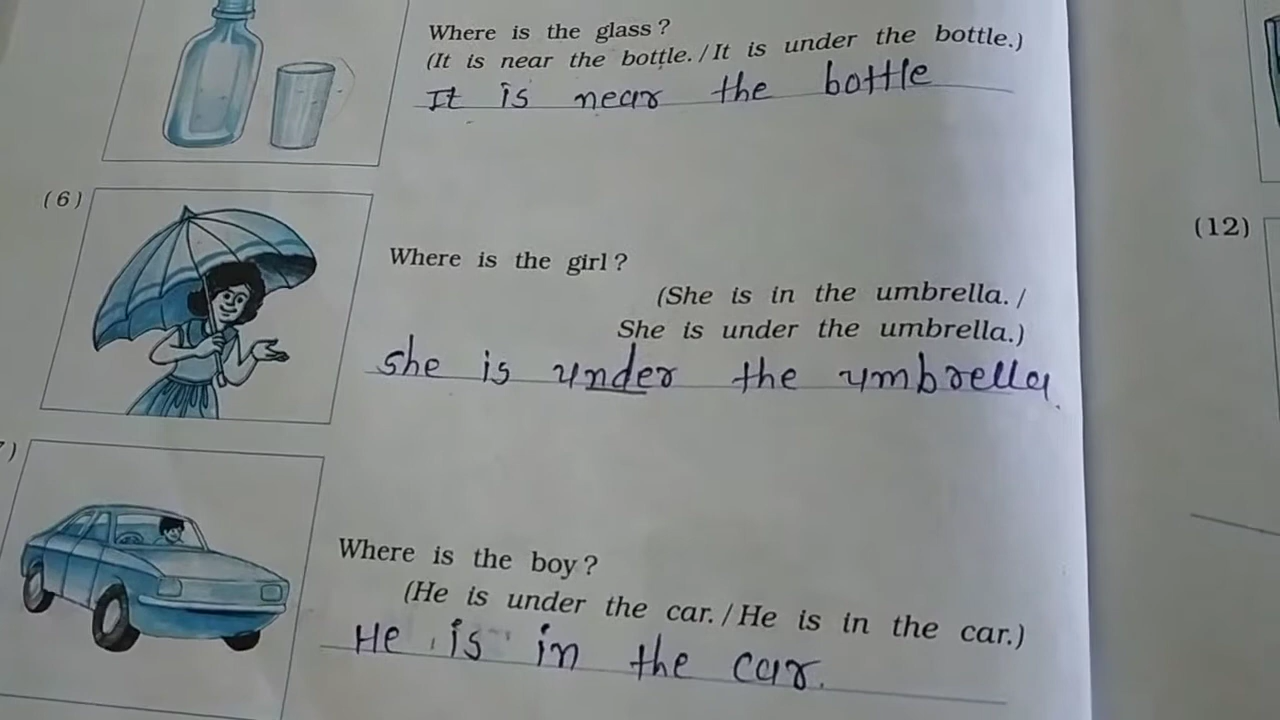 Where is the glass?
(It is near the bottle. / It is under the bottle.)
It is near the bottle
(6)
Where is the girl?
(She is in the umbrella. /
She is under the umbrella.)
she is under the umbrella.
)
Where is the boy?
(He is under the car. / He is in the car.)
He is in the car.
(12)